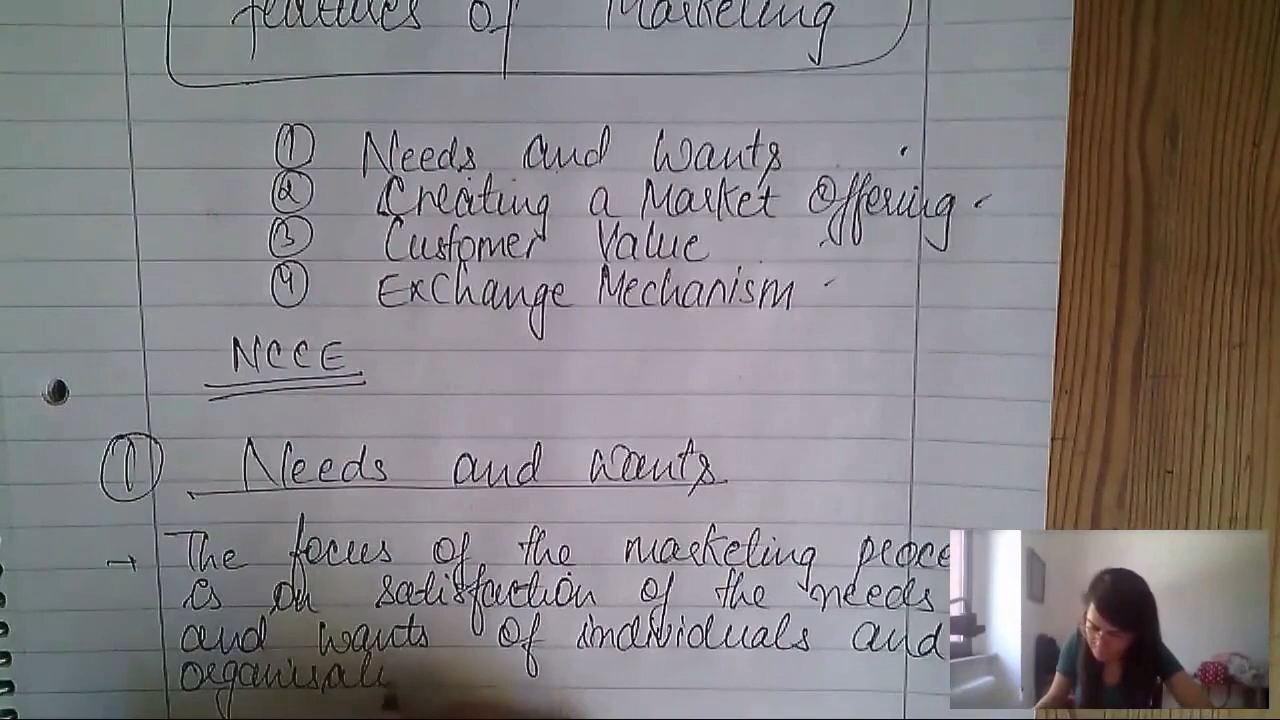 features of Marketing
① Needs and wants
② Creating a Market Offering
③ Customer Value
④ Exchange Mechanism
NCCE
① Needs and wants
→ The focus of the marketing proce
is on satisfaction of the needs
and wants of individuals and
organisati